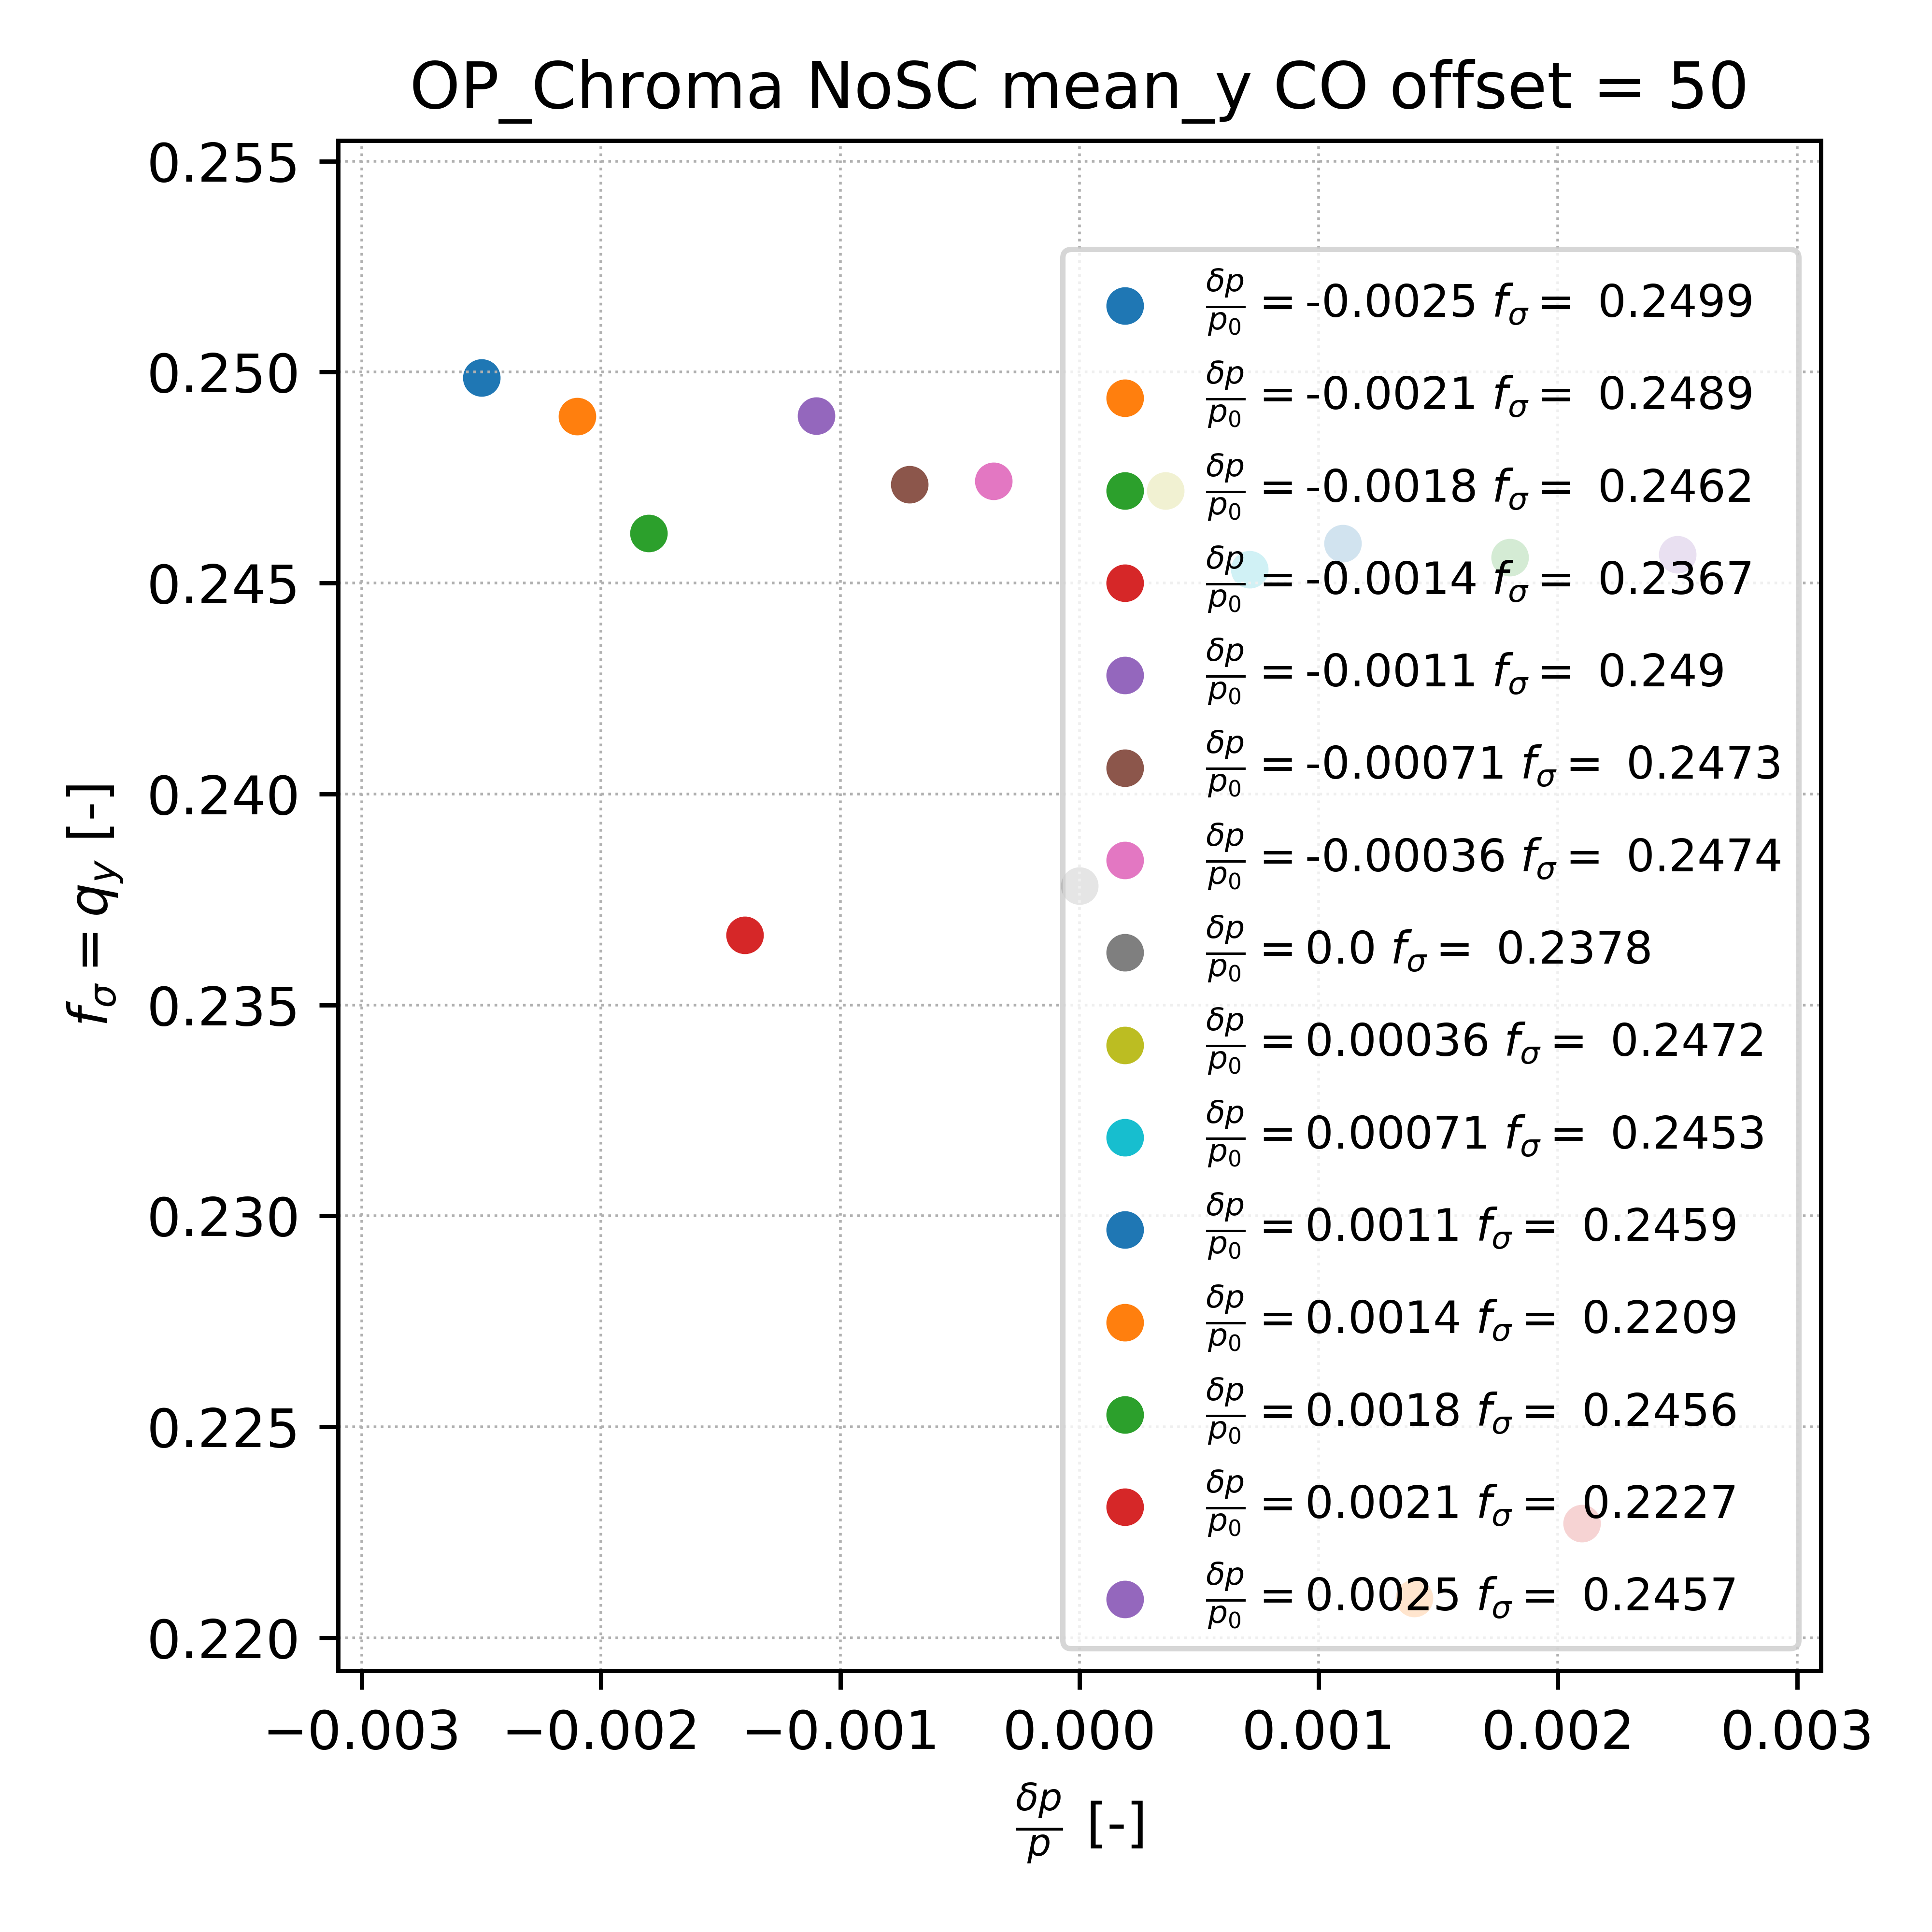 OP_Chroma NoSC mean_y CO offset = 50
0.255
0.250
0.245
0.240
0.235
0.230
0.225
0.220
f_σ = q_y [-]
δp/p₀ = -0.0025 f_σ = 0.2499
δp/p₀ = -0.0021 f_σ = 0.2489
δp/p₀ = -0.0018 f_σ = 0.2462
δp/p₀ = -0.0014 f_σ = 0.2367
δp/p₀ = -0.0011 f_σ = 0.249
δp/p₀ = -0.00071 f_σ = 0.2473
δp/p₀ = -0.00036 f_σ = 0.2474
δp/p₀ = 0.0 f_σ = 0.2378
δp/p₀ = 0.00036 f_σ = 0.2472
δp/p₀ = 0.00071 f_σ = 0.2453
δp/p₀ = 0.0011 f_σ = 0.2459
δp/p₀ = 0.0014 f_σ = 0.2209
δp/p₀ = 0.0018 f_σ = 0.2456
δp/p₀ = 0.0021 f_σ = 0.2227
δp/p₀ = 0.0025 f_σ = 0.2457
−0.003 −0.002 −0.001 0.000 0.001 0.002 0.003
δp/p [-]